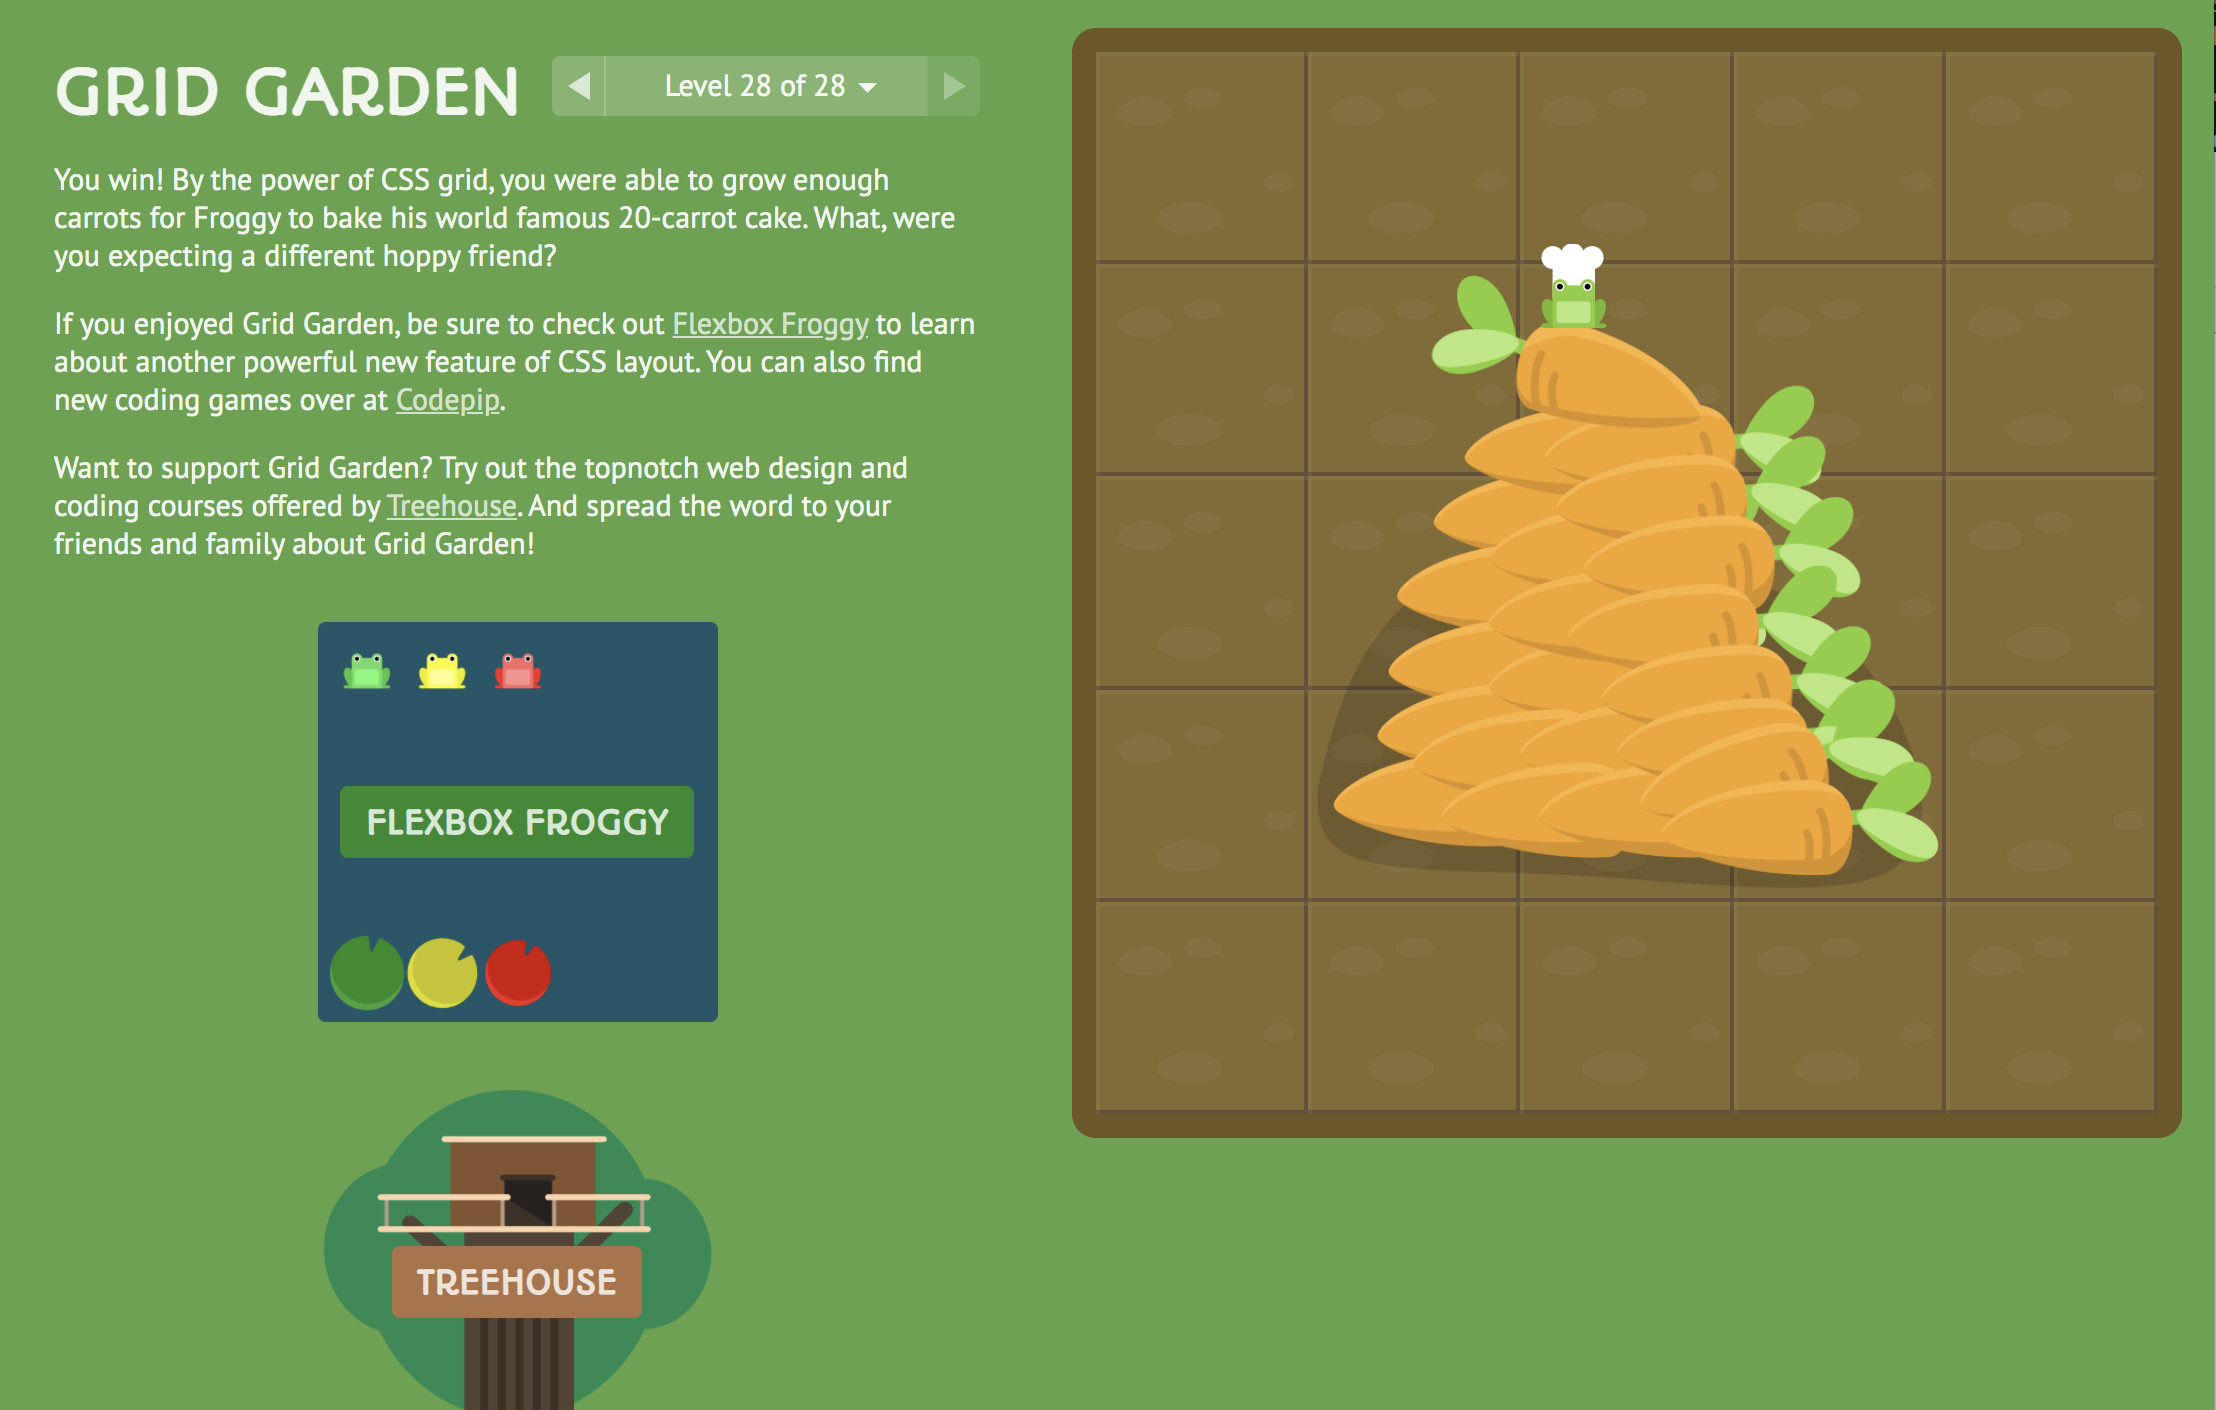 GRID GARDEN
Level 28 of 28
You win! By the power of CSS grid, you were able to grow enough
carrots for Froggy to bake his world famous 20-carrot cake. What, were
you expecting a different hoppy friend?
If you enjoyed Grid Garden, be sure to check out Flexbox Froggy to learn
about another powerful new feature of CSS layout. You can also find
new coding games over at Codepip.
Want to support Grid Garden? Try out the topnotch web design and
coding courses offered by Treehouse. And spread the word to your
friends and family about Grid Garden!
FLEXBOX FROGGY
TREEHOUSE